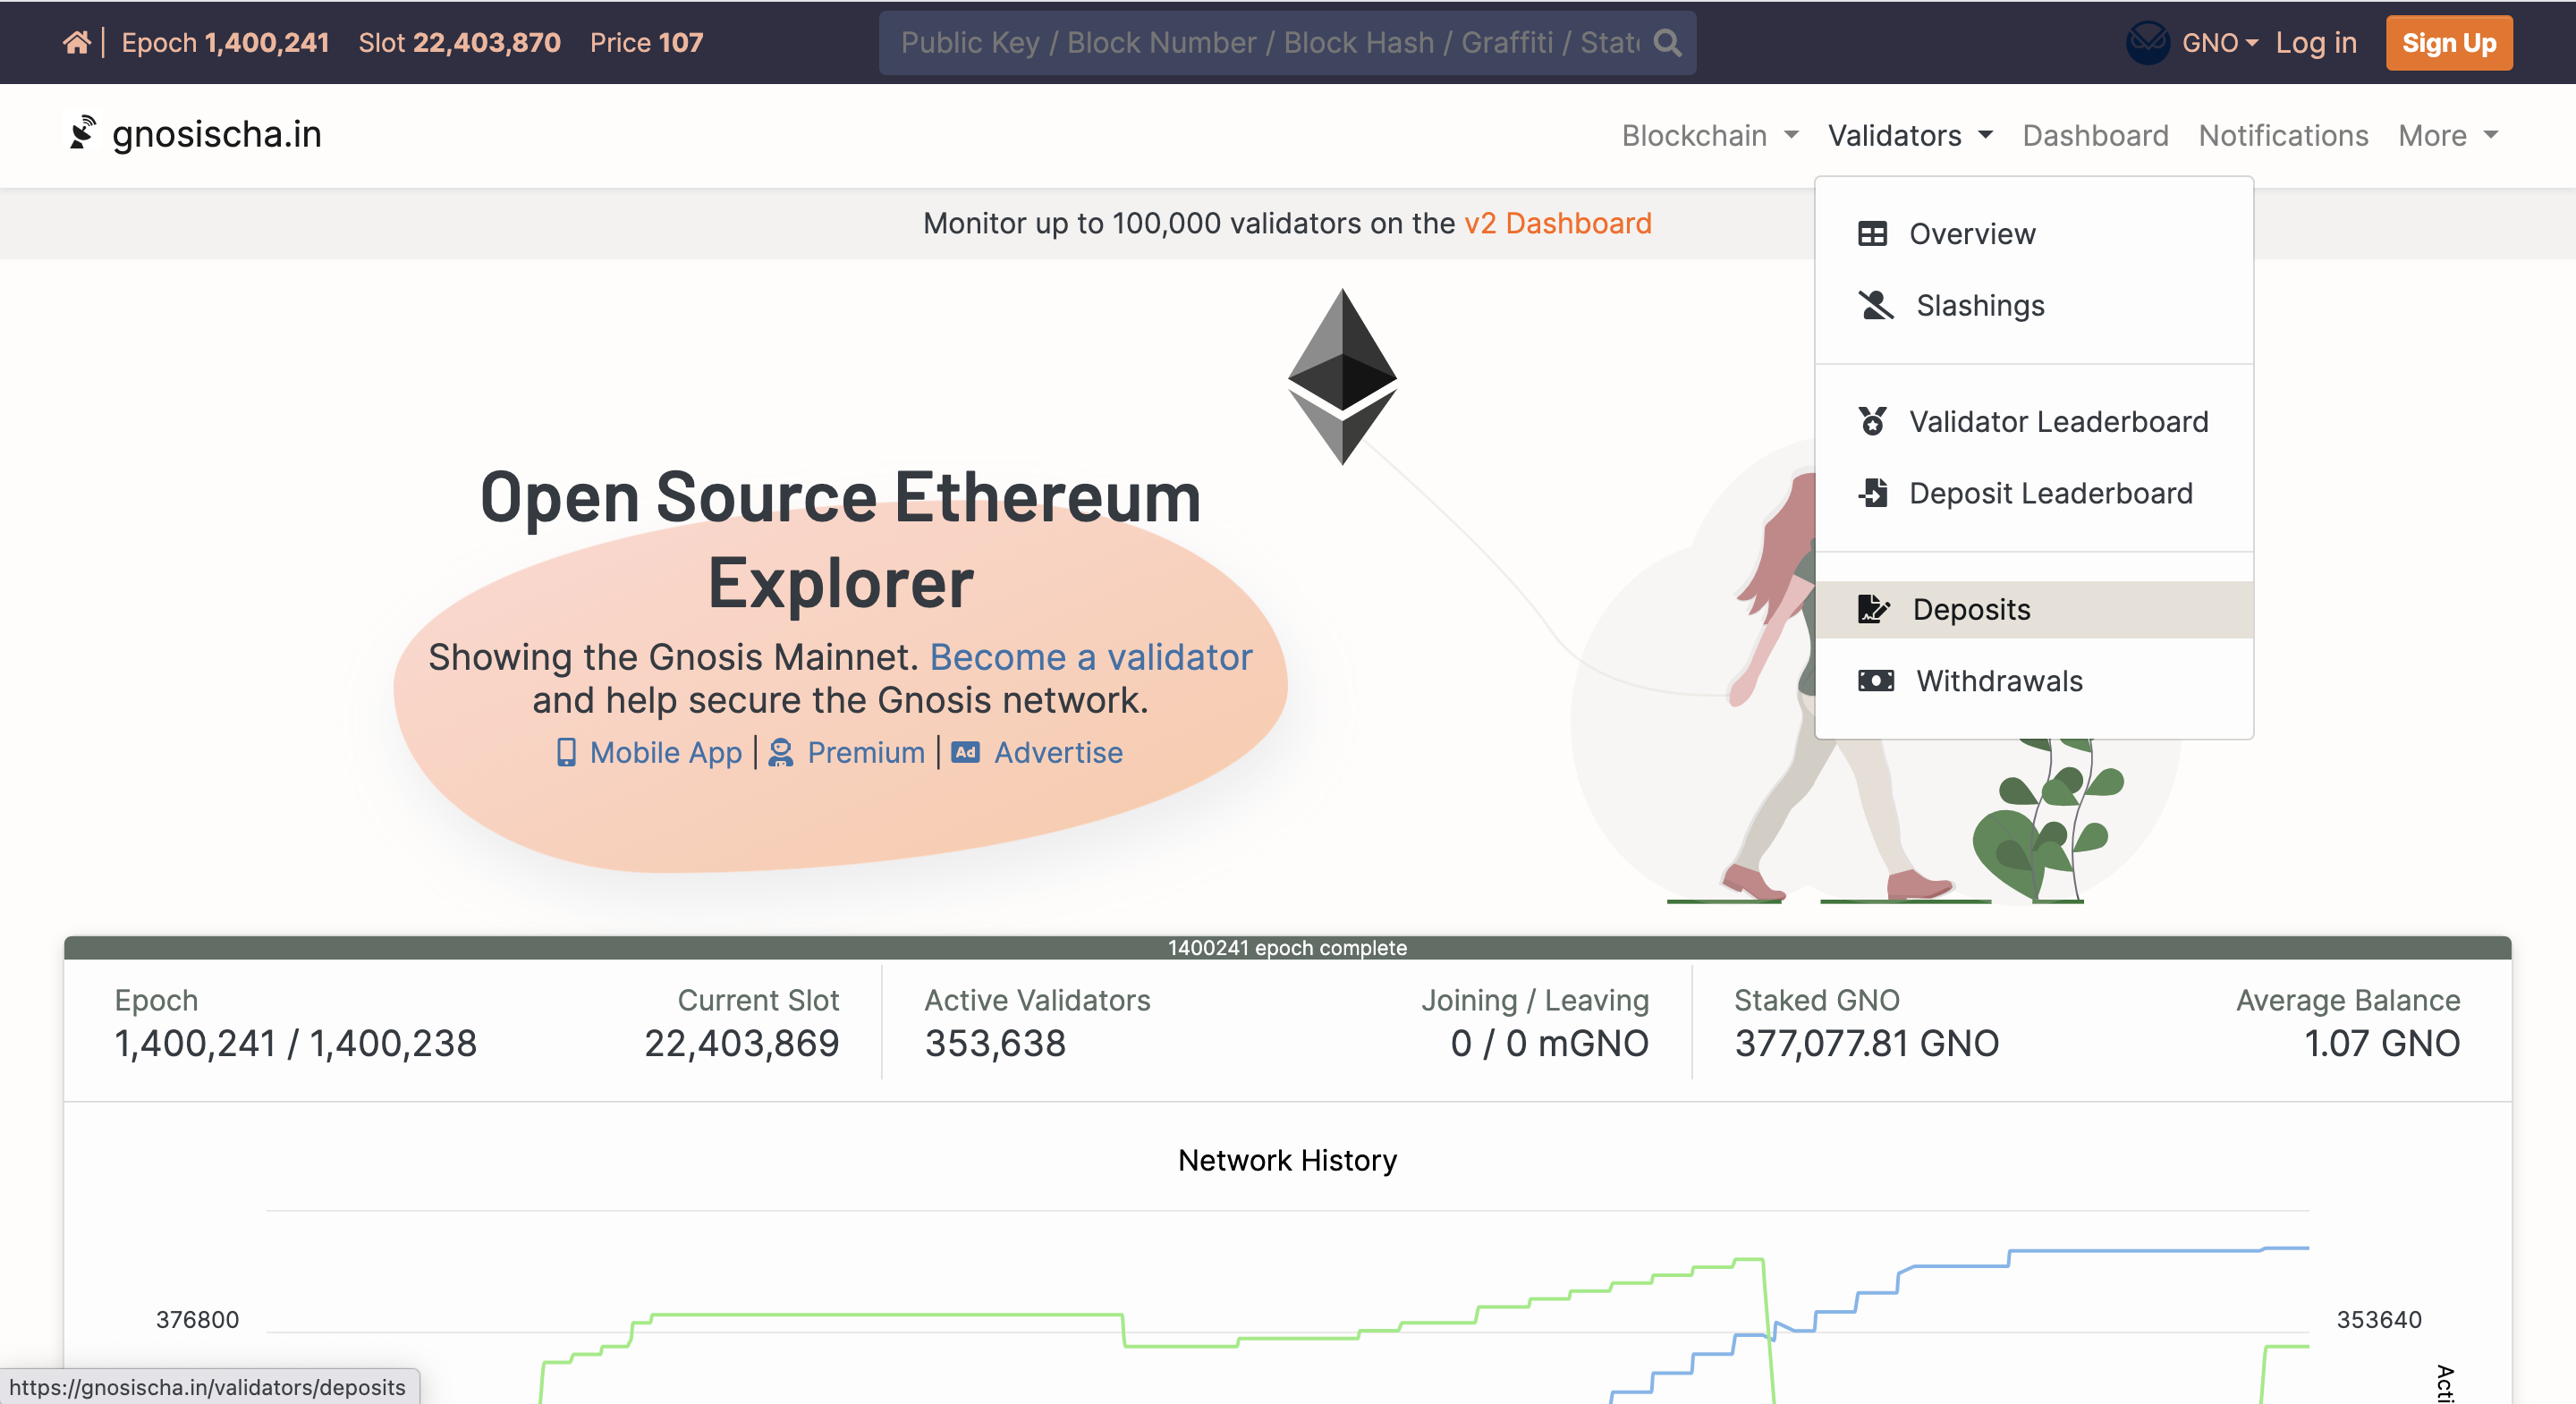 Epoch 1,400,241 Slot 22,403,870 Price 107
Public Key / Block Number / Block Hash / Graffiti / State
GNO Log in Sign Up
gnosischa.in
Blockchain Validators Dashboard Notifications More
Monitor up to 100,000 validators on the v2 Dashboard
Overview
Slashings
Validator Leaderboard
Deposit Leaderboard
Deposits
Withdrawals
Open Source Ethereum
Explorer
Showing the Gnosis Mainnet. Become a validator
and help secure the Gnosis network.
Mobile App | Premium | Ad Advertise
1400241 epoch complete
Epoch Current Slot Active Validators Joining / Leaving Staked GNO Average Balance
1,400,241 / 1,400,238 22,403,869 353,638 0 / 0 mGNO 377,077.81 GNO 1.07 GNO
Network History
376800 353640
Acti
https://gnosischa.in/validators/deposits